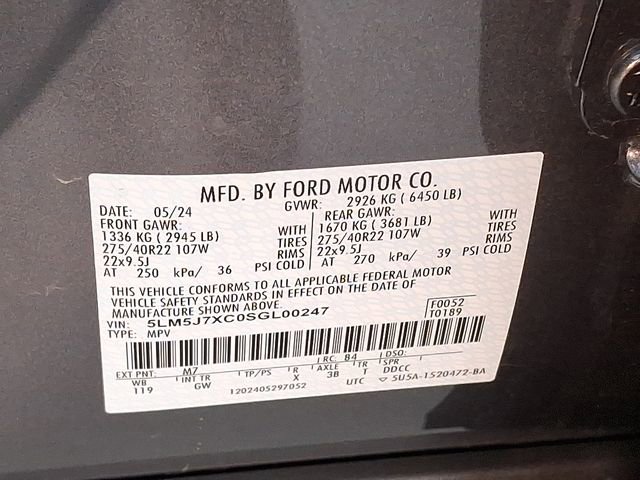 MFD. BY FORD MOTOR CO.
DATE: 05/24 GVWR: 2926 KG ( 6450 LB)
FRONT GAWR: REAR GAWR:
1336 KG ( 2945 LB) WITH 1670 KG ( 3681 LB) WITH
275/40R22 107W TIRES 275/40R22 107W TIRES
22x9.5J RIMS 22x9.5J RIMS
AT 250 kPa/ 36 PSI COLD AT 270 kPa/ 39 PSI COLD
THIS VEHICLE CONFORMS TO ALL APPLICABLE FEDERAL MOTOR
VEHICLE SAFETY STANDARDS IN EFFECT ON THE DATE OF
MANUFACTURE SHOWN ABOVE.
VIN: 5LM5J7XC0SGL00247 F0052
TYPE: MPV T0189
EXT PNT: M7 RC: 84 DSO:
WB INT TR TP/PS R AXLE TR SPR
119 GW X 3B T DDCC
1202405297052 UTC ▽ 5U5A-1520472-BA